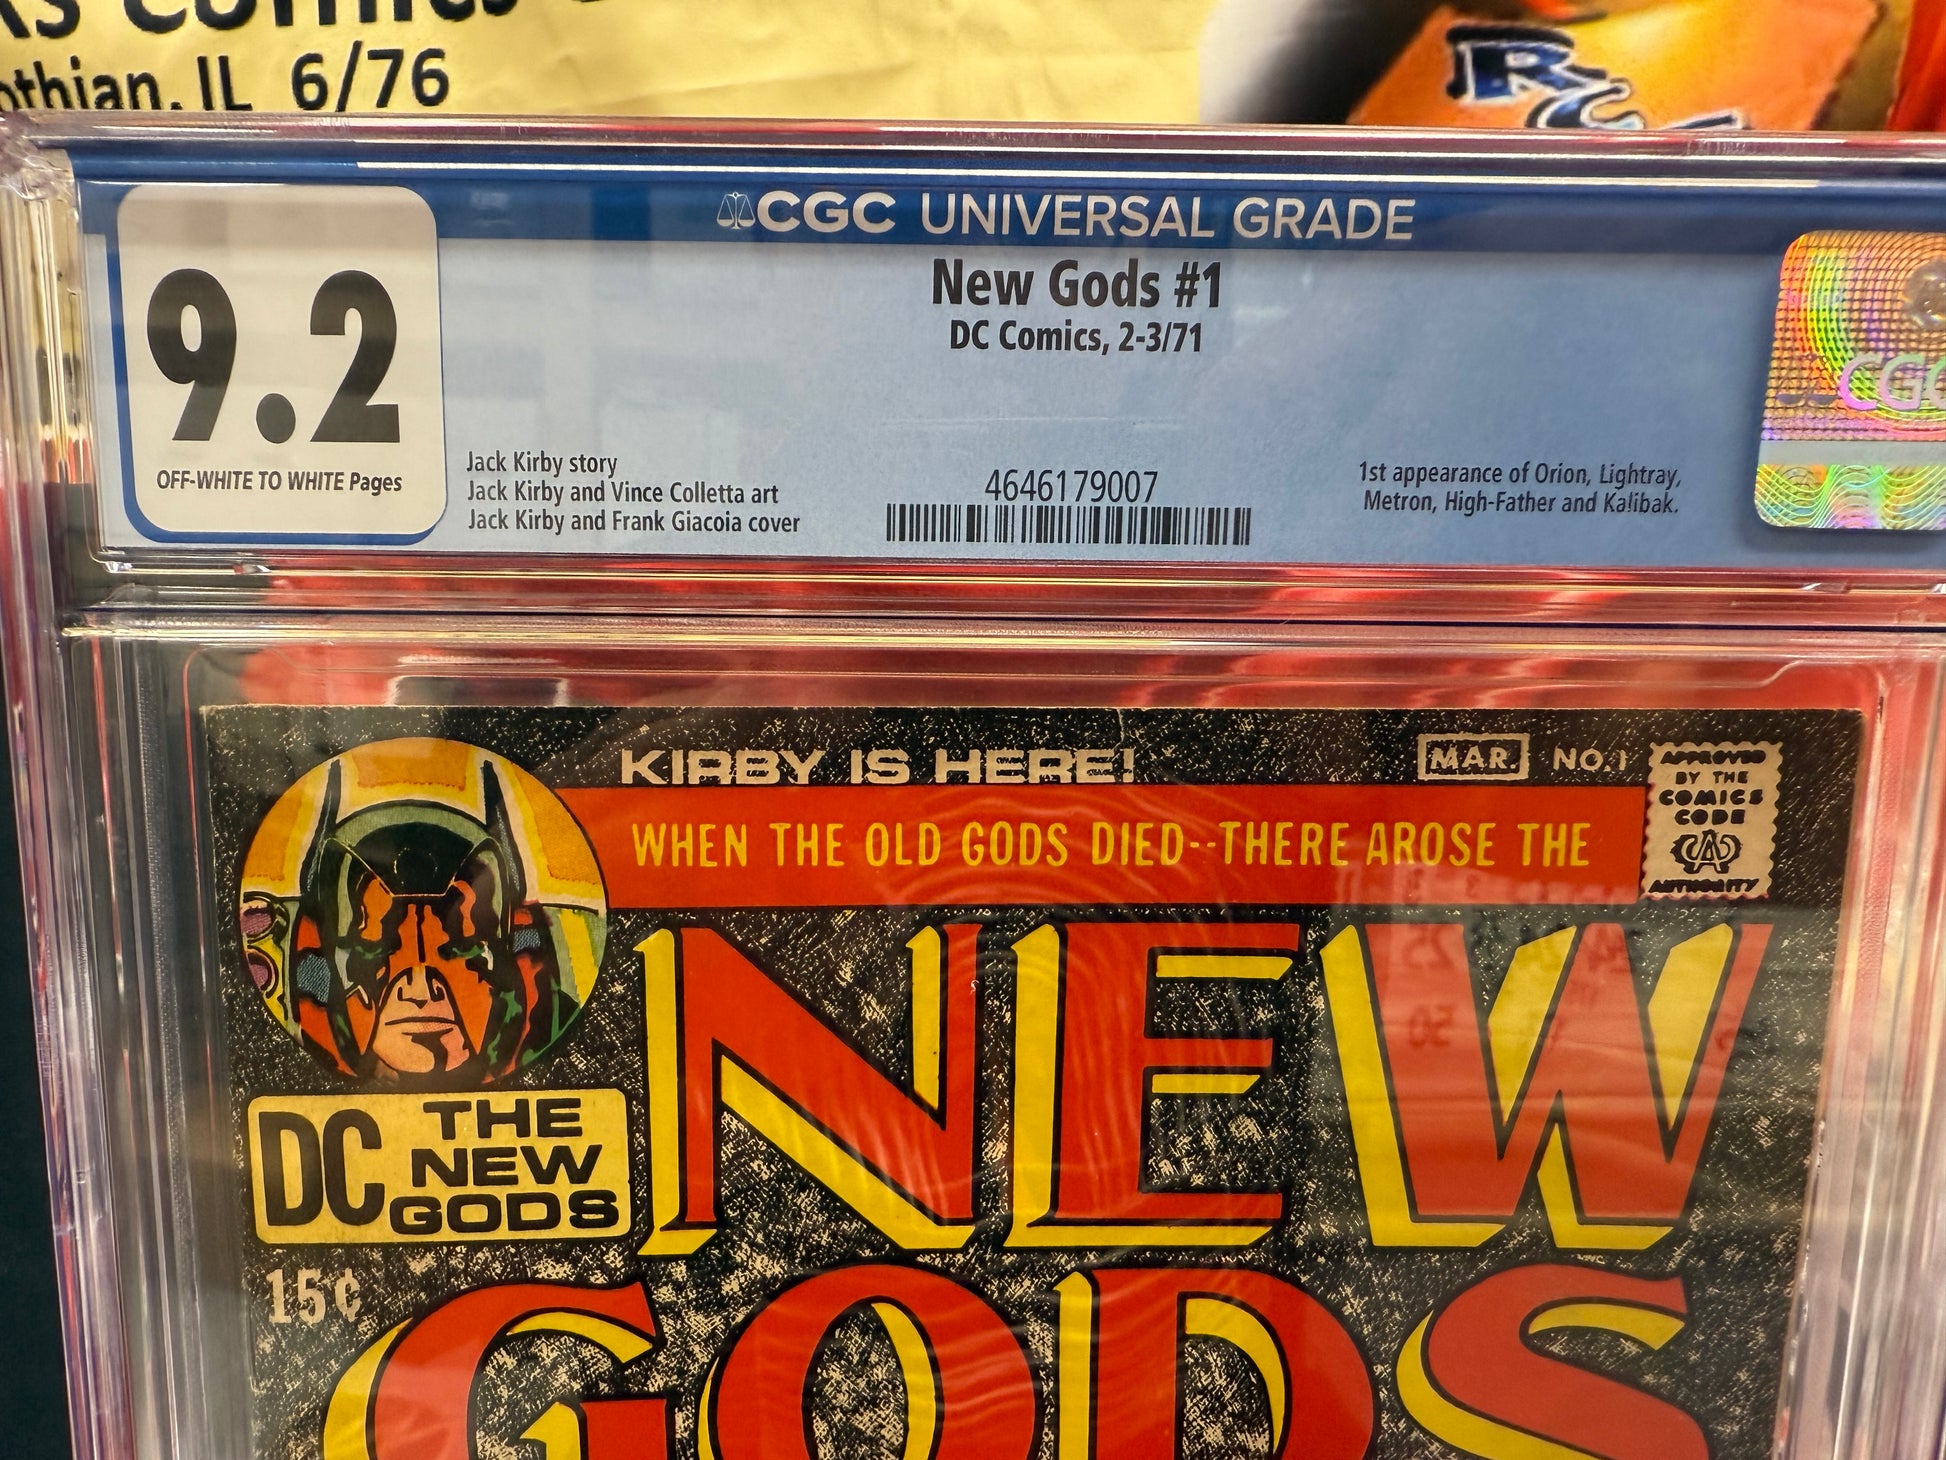 Comics
IL 6/76
CGC UNIVERSAL GRADE
9.2
OFF-WHITE TO WHITE Pages
New Gods #1
DC Comics, 2-3/71
Jack Kirby story
Jack Kirby and Vince Colletta art
Jack Kirby and Frank Giacoia cover
4646179007
1st appearance of Orion, Lightray,
Metron, High-Father and Kalibak.
CGC
KIRBY IS HERE!
MAR. NO.1
APPROVED
BY THE
COMICS
CODE
CA
AUTHORITY
WHEN THE OLD GODS DIED--THERE AROSE THE
NEW
GODS
DC THE
NEW
GODS
15¢